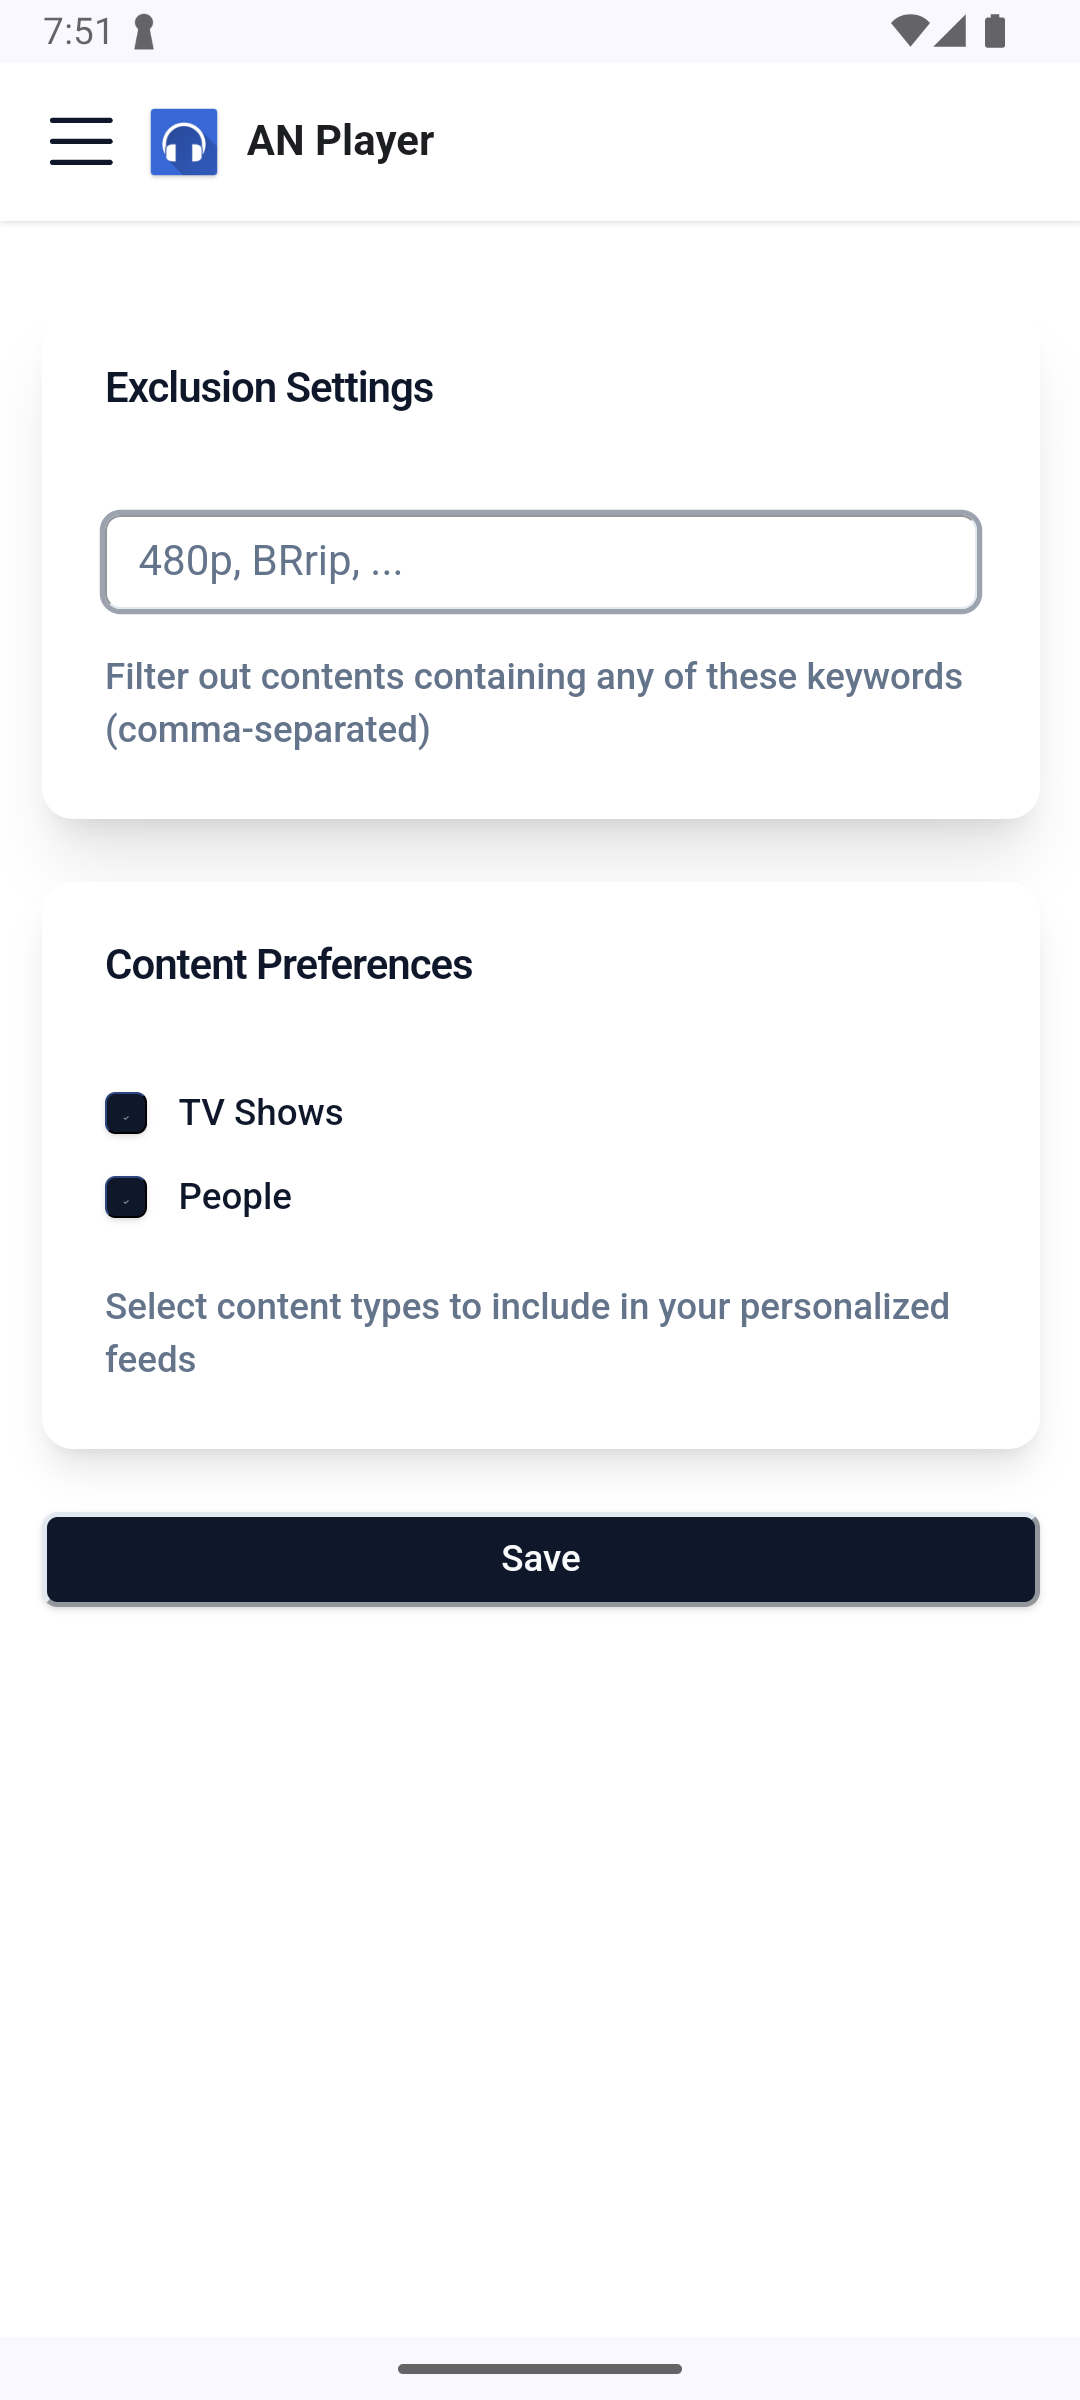 7:51
AN Player
Exclusion Settings
480p, BRrip, ...
Filter out contents containing any of these keywords
(comma-separated)
Content Preferences
TV Shows
People
Select content types to include in your personalized
feeds
Save